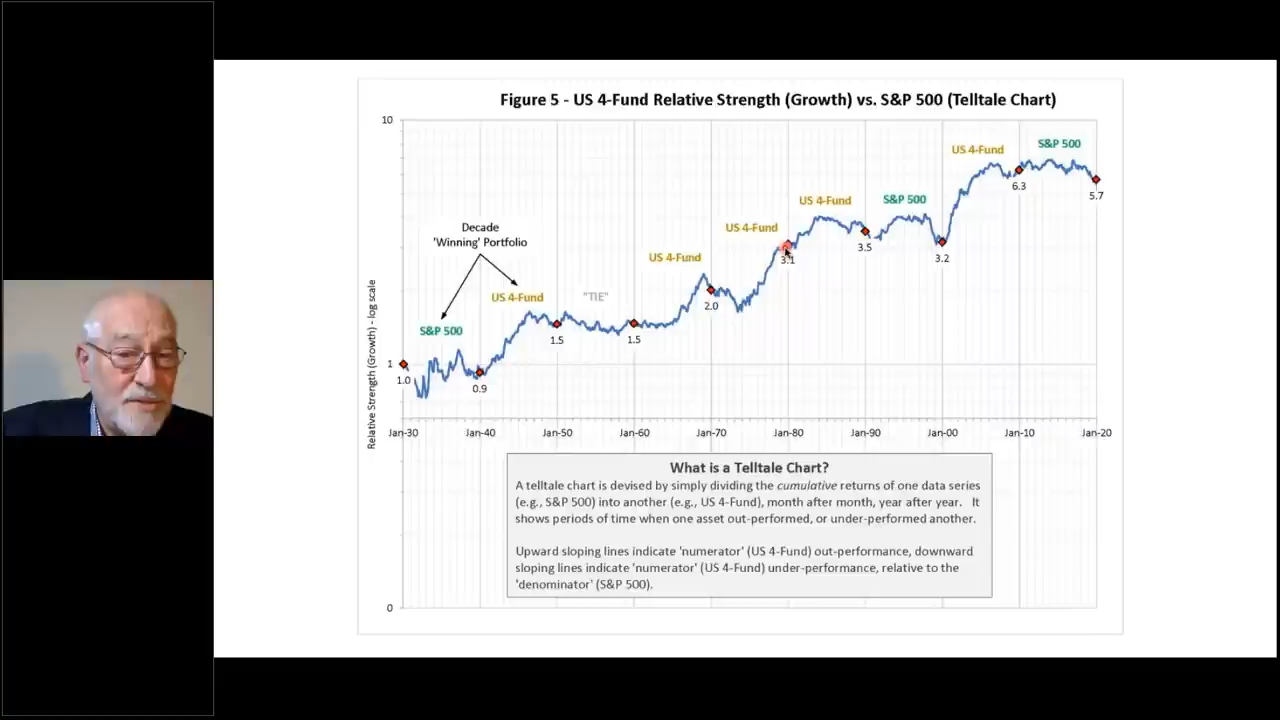 Figure 5 - US 4-Fund Relative Strength (Growth) vs. S&P 500 (Telltale Chart)
10
S&P 500
US 4-Fund
6.3
5.7
US 4-Fund
S&P 500
US 4-Fund
3.1
3.5
3.2
Decade
'Winning' Portfolio
US 4-Fund
2.0
US 4-Fund
"TIE"
S&P 500
1.5
1.5
1
1.0
0.9
Relative Strength (Growth) - log scale
Jan-30 Jan-40 Jan-50 Jan-60 Jan-70 Jan-80 Jan-90 Jan-00 Jan-10 Jan-20
What is a Telltale Chart?
A telltale chart is devised by simply dividing the cumulative returns of one data series
(e.g., S&P 500) into another (e.g., US 4-Fund), month after month, year after year. It
shows periods of time when one asset out-performed, or under-performed another.
Upward sloping lines indicate 'numerator' (US 4-Fund) out-performance, downward
sloping lines indicate 'numerator' (US 4-Fund) under-performance, relative to the
'denominator' (S&P 500).
0